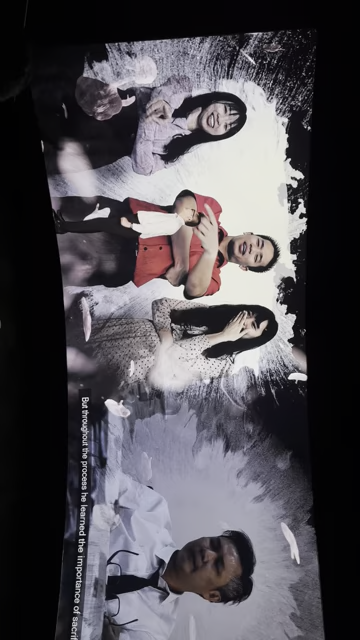 But throughout the process he learned the importance of